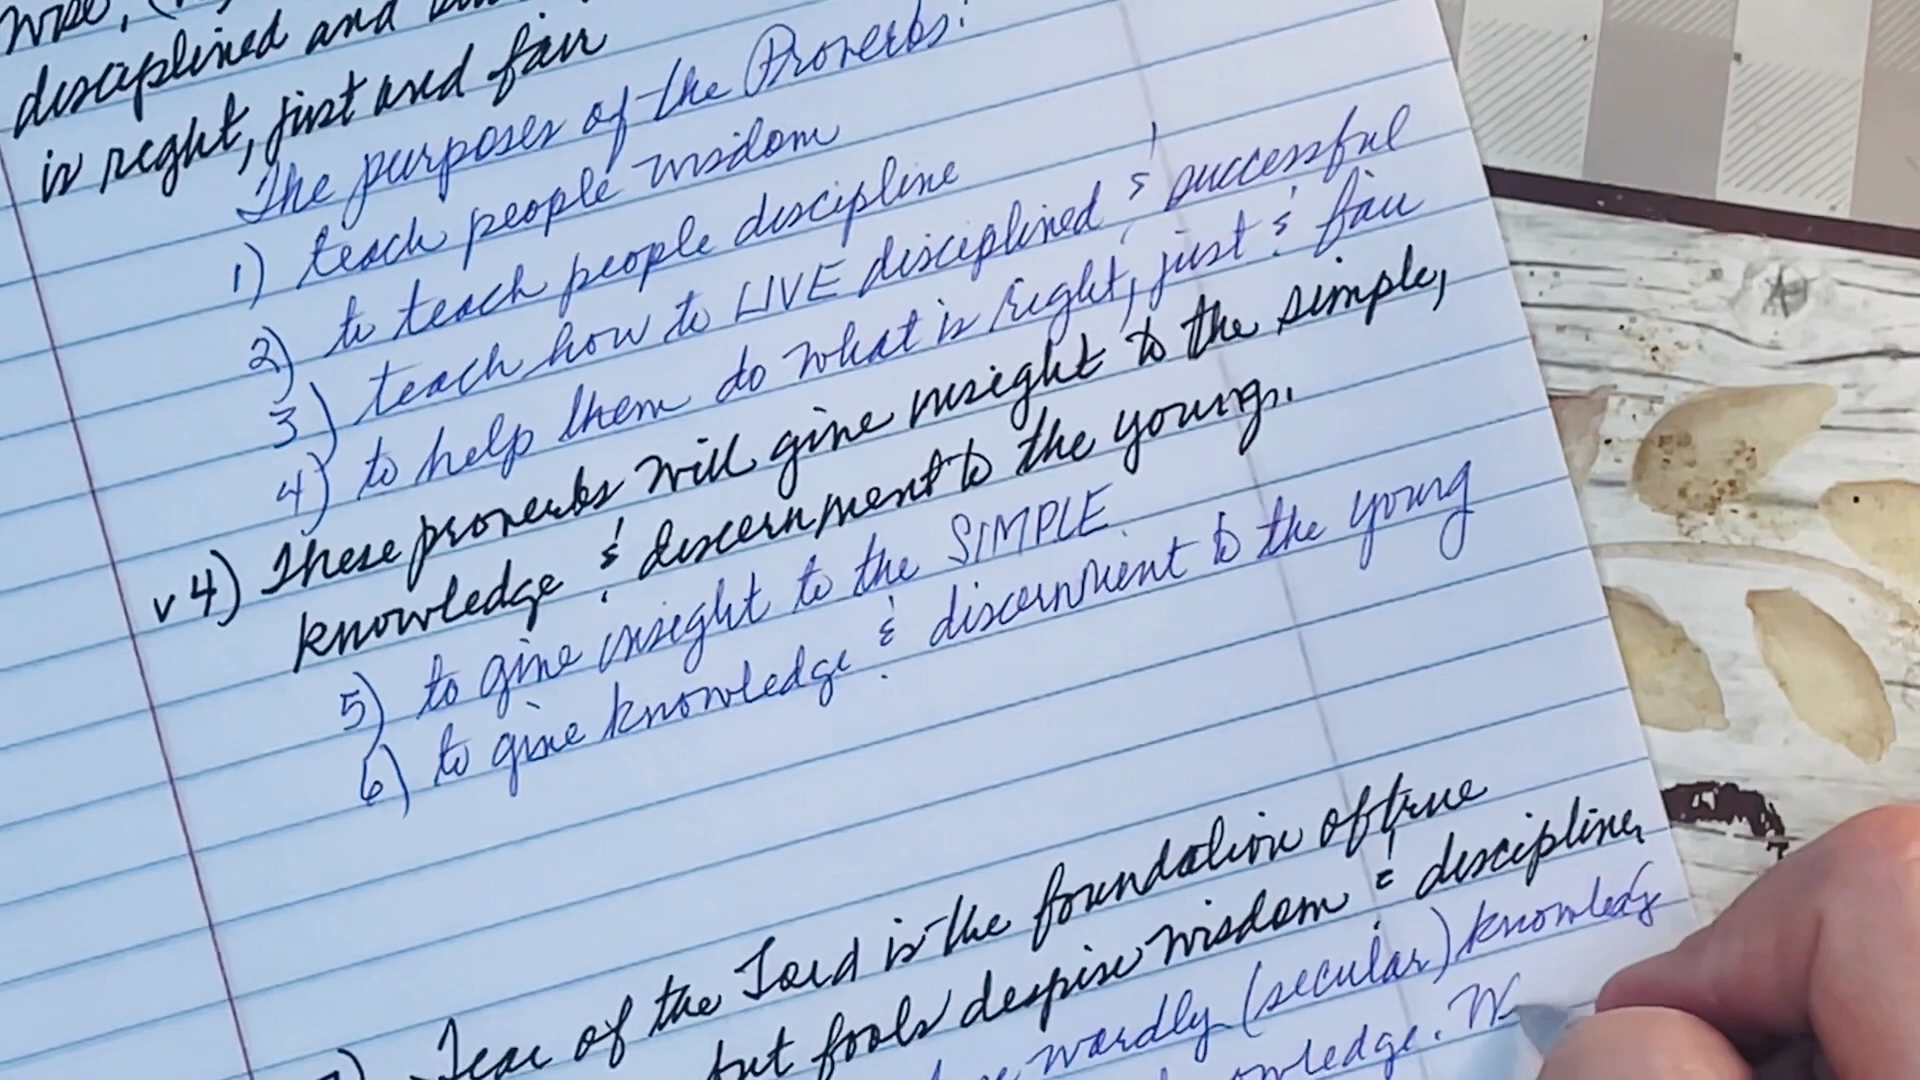 disciplined and
is right, just and fair
The purposes of the Proverbs:
1) teach people wisdom
2) to teach people discipline
3) teach how to LIVE disciplined & successful
4) to help them do what is right, just & fair
v4) These proverbs will give insight to the simple,
knowledge & discernment to the young.
5) to give insight to the SIMPLE
6) to give knowledge & discernment to the young
Fear of the Lord is the foundation of true
but fools despise wisdom & discipline
wordly (secular) knowledge
knowledge.